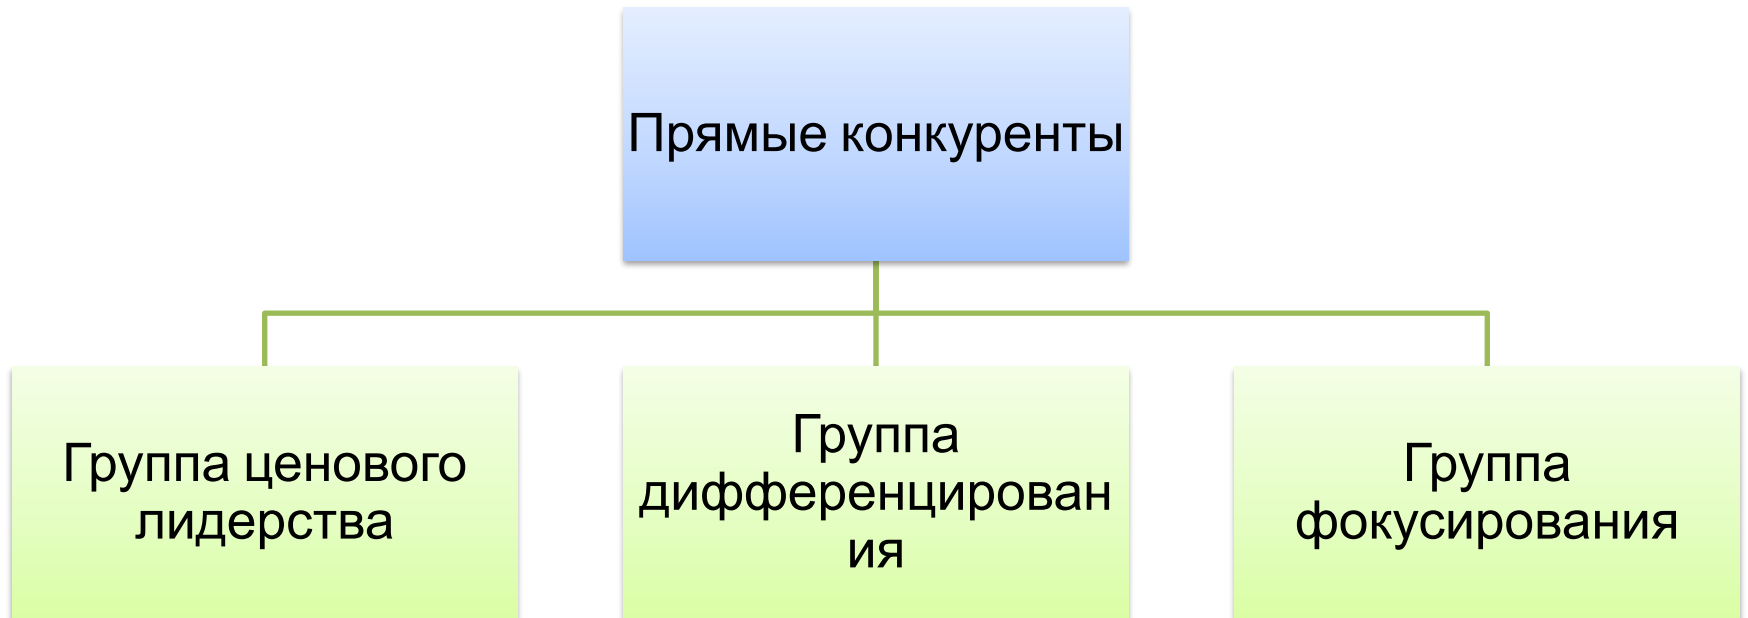 Прямые конкуренты
Группа ценового
лидерства
Группа
дифференцирован
ия
Группа
фокусирования